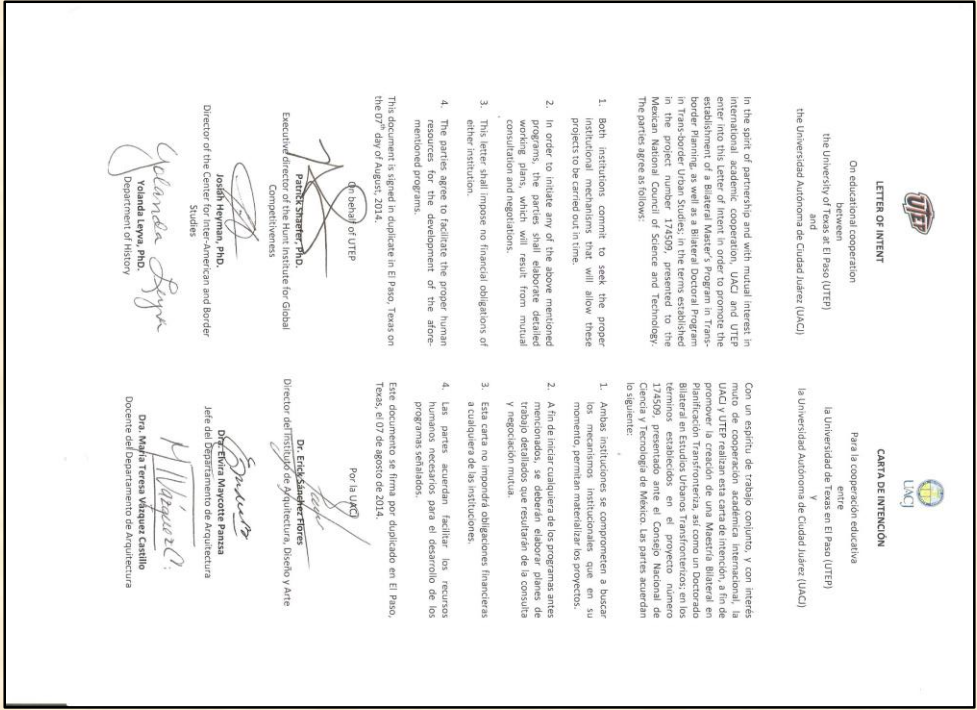 UTEP
LETTER OF INTENT
On educational cooperation
between
the University of Texas at El Paso (UTEP)
and
the Universidad Autónoma de Ciudad Juárez (UACJ)
In the spirit of partnership and with mutual interest in
international academic cooperation, UACJ and UTEP
enter into this Letter of Intent in order to promote the
establishment of a Bilateral Master's Program in Trans-
border Planning, as well as a Bilateral Doctoral Program
in Trans-border Urban Studies; in the terms established
in the project number 174509, presented to the
Mexican National Council of Science and Technology.
The parties agree as follows:
1. Both institutions commit to seek the proper
institutional mechanisms that will allow these
projects to be carried out in time.
2. In order to initiate any of the above mentioned
programs, the parties shall elaborate detailed
working plans, which will result from mutual
consultation and negotiations.
3. This letter shall impose no financial obligations of
either institution.
4. The parties agree to facilitate the proper human
resources for the development of the afore-
mentioned programs.
This document is signed in duplicate in El Paso, Texas on
the 07th day of August, 2014.
On behalf of UTEP
Patrick Shaefer, PhD.
Executive director of the Hunt Institute for Global
Competitiveness
Josiah Heyman, PhD.
Director of the Center for Inter-American and Border
Studies
Yolanda Leyva
Yolanda Leyva, PhD.
Department of History
UACJ
CARTA DE INTENCIÓN
Para la cooperación educativa
entre
la Universidad de Texas en El Paso (UTEP)
y
la Universidad Autónoma de Ciudad Juárez (UACJ)
Con un espíritu de trabajo conjunto, y con interés
mutuo de cooperación académica internacional, la
UACJ y UTEP realizan esta carta de intención, a fin de
promover la creación de una Maestría Bilateral en
Planificación Transfronteriza, así como un Doctorado
Bilateral en Estudios Urbanos Transfronterizos; en los
términos establecidos en el proyecto número
174509, presentado ante el Consejo Nacional de
Ciencia y Tecnología de México. Las partes acuerdan
lo siguiente:
1. Ambas instituciones se comprometen a buscar
los mecanismos institucionales que en su
momento, permitan materializar los proyectos.
2. A fin de iniciar cualquiera de los programas antes
mencionados, se deberán elaborar planes de
trabajo detallados que resultarán de la consulta
y negociación mutua.
3. Esta carta no impondrá obligaciones financieras
a cualquiera de las instituciones.
4. Las partes acuerdan facilitar los recursos
humanos necesarios para el desarrollo de los
programas señalados.
Este documento se firma por duplicado en El Paso,
Texas, el 07 de agosto de 2014.
Por la UACJ
Dr. Erick Sánchez Flores
Director del Instituto de Arquitectura, Diseño y Arte
Dra. Elvira Maycotte Panzsa
Jefe del Departamento de Arquitectura
MTVázquezC.
Dra. María Teresa Vázquez Castillo
Docente del Departamento de Arquitectura